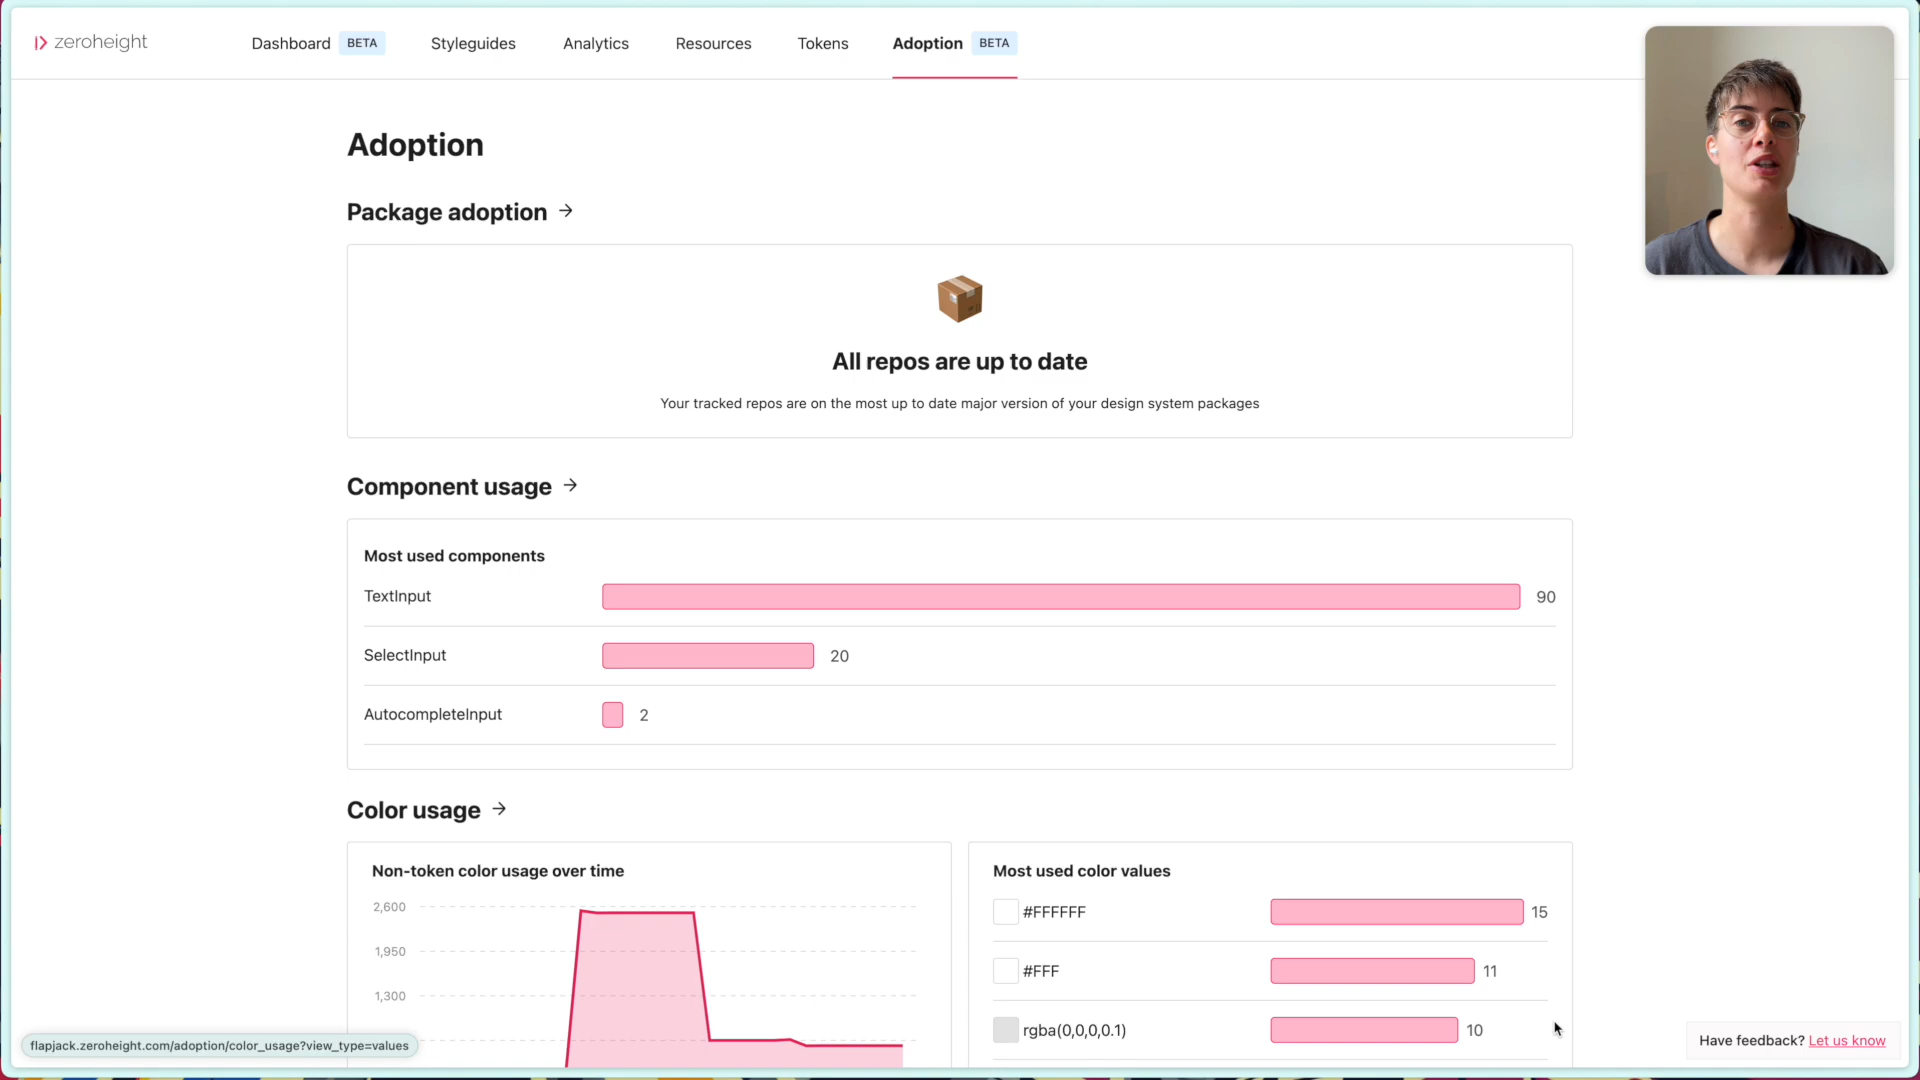 zeroheight
Dashboard BETA Styleguides Analytics Resources Tokens Adoption BETA
Adoption
Package adoption →
All repos are up to date
Your tracked repos are on the most up to date major version of your design system packages
Component usage →
Most used components
TextInput 90
SelectInput 20
AutocompleteInput 2
Color usage →
Non-token color usage over time
2,600
1,950
1,300
Most used color values
#FFFFFF 15
#FFF 11
rgba(0,0,0,0.1) 10
flapjack.zeroheight.com/adoption/color_usage?view_type=values
Have feedback? Let us know